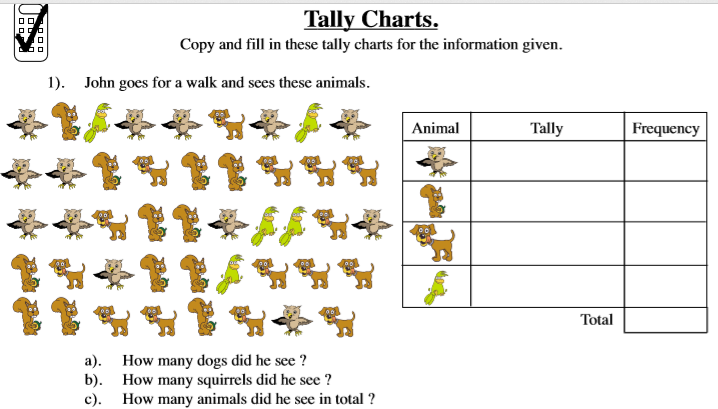 Tally Charts.
Copy and fill in these tally charts for the information given.
1). John goes for a walk and sees these animals.
Animal Tally Frequency
Total
a). How many dogs did he see ?
b). How many squirrels did he see ?
c). How many animals did he see in total ?